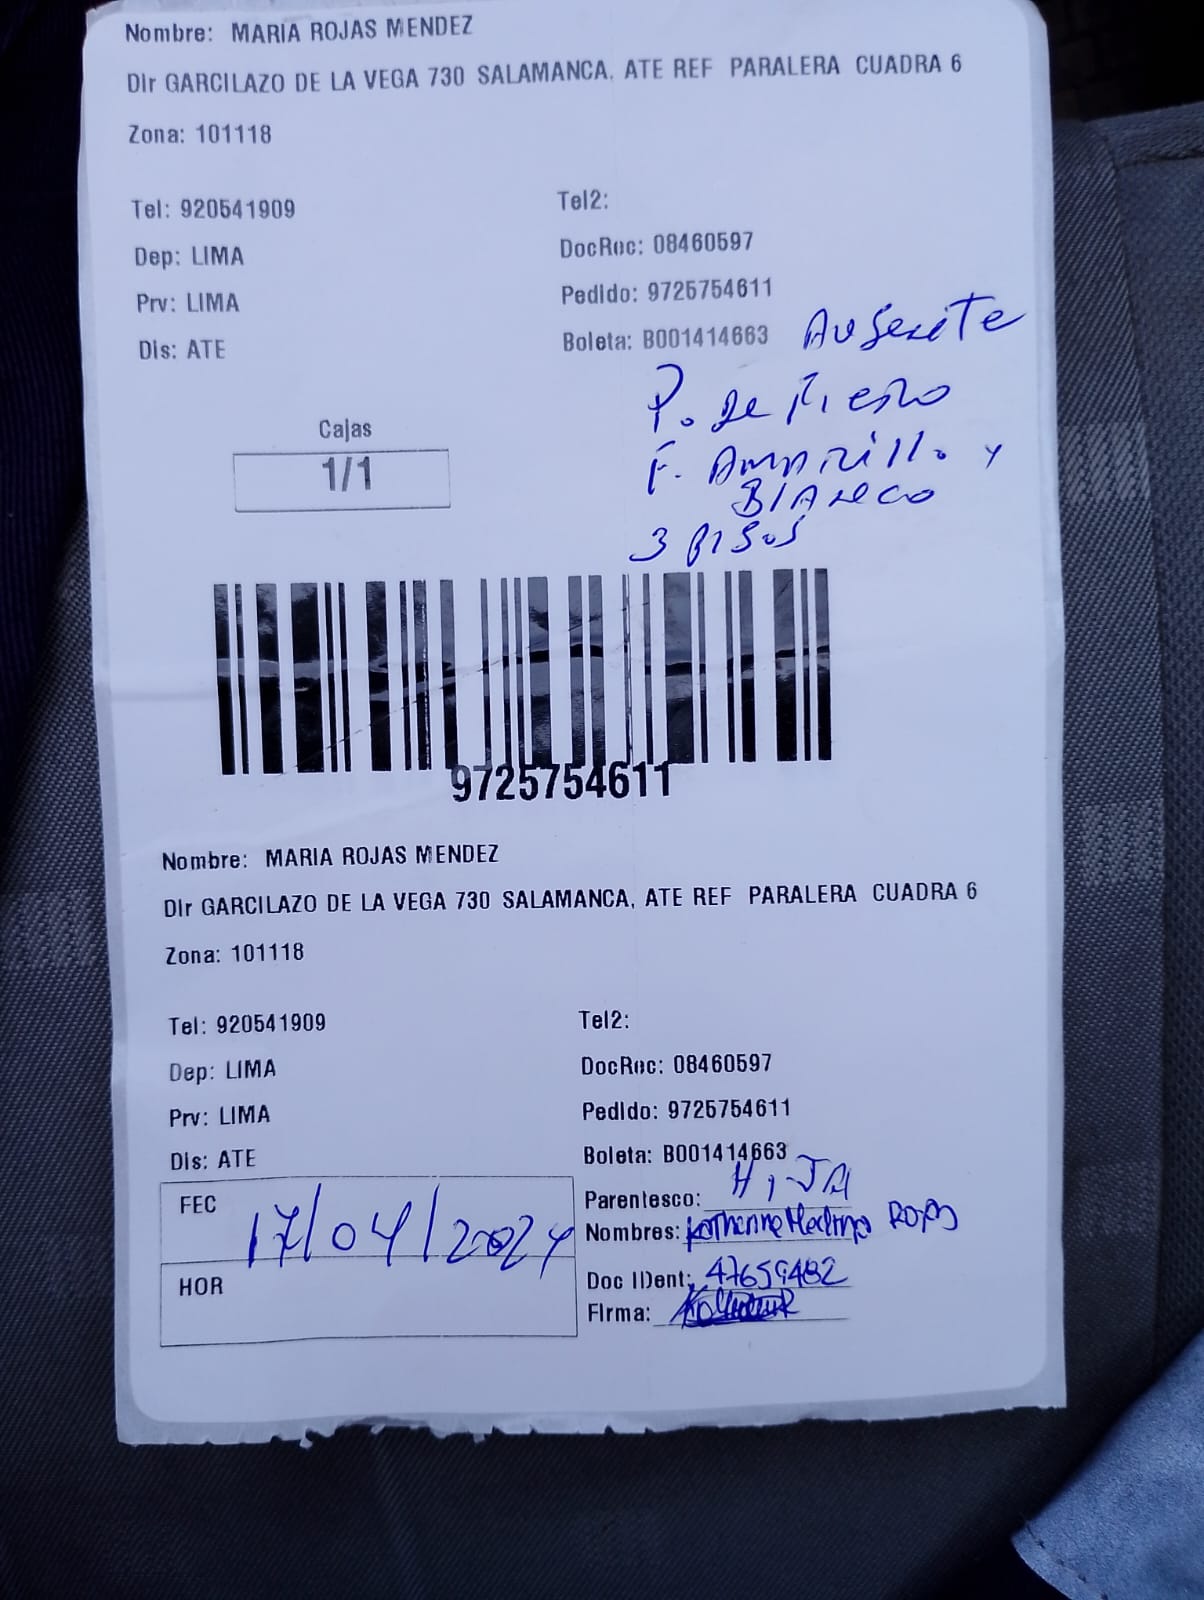 Nombre: MARIA ROJAS MENDEZ
Dir GARCILAZO DE LA VEGA 730 SALAMANCA, ATE REF PARALERA CUADRA 6
Zona: 101118
Tel: 920541909 Tel2:
Dep: LIMA DocRec: 08460597
Prv: LIMA Pedido: 9725754611
Dis: ATE Boleta: B001414663 Ausente
P. de Fierro
Cajas F. Amarillo y
1/1 Blanco
3 Pisos
9725754611
Nombre: MARIA ROJAS MENDEZ
Dir GARCILAZO DE LA VEGA 730 SALAMANCA, ATE REF PARALERA CUADRA 6
Zona: 101118
Tel: 920541909 Tel2:
Dep: LIMA DocRec: 08460597
Prv: LIMA Pedido: 9725754611
Dis: ATE Boleta: B001414663
FEC 17/04/2024 Parentesco: HiJA
Nombres: Katherine Medina Rojas
HOR Doc IDent: 47659482
Firma: